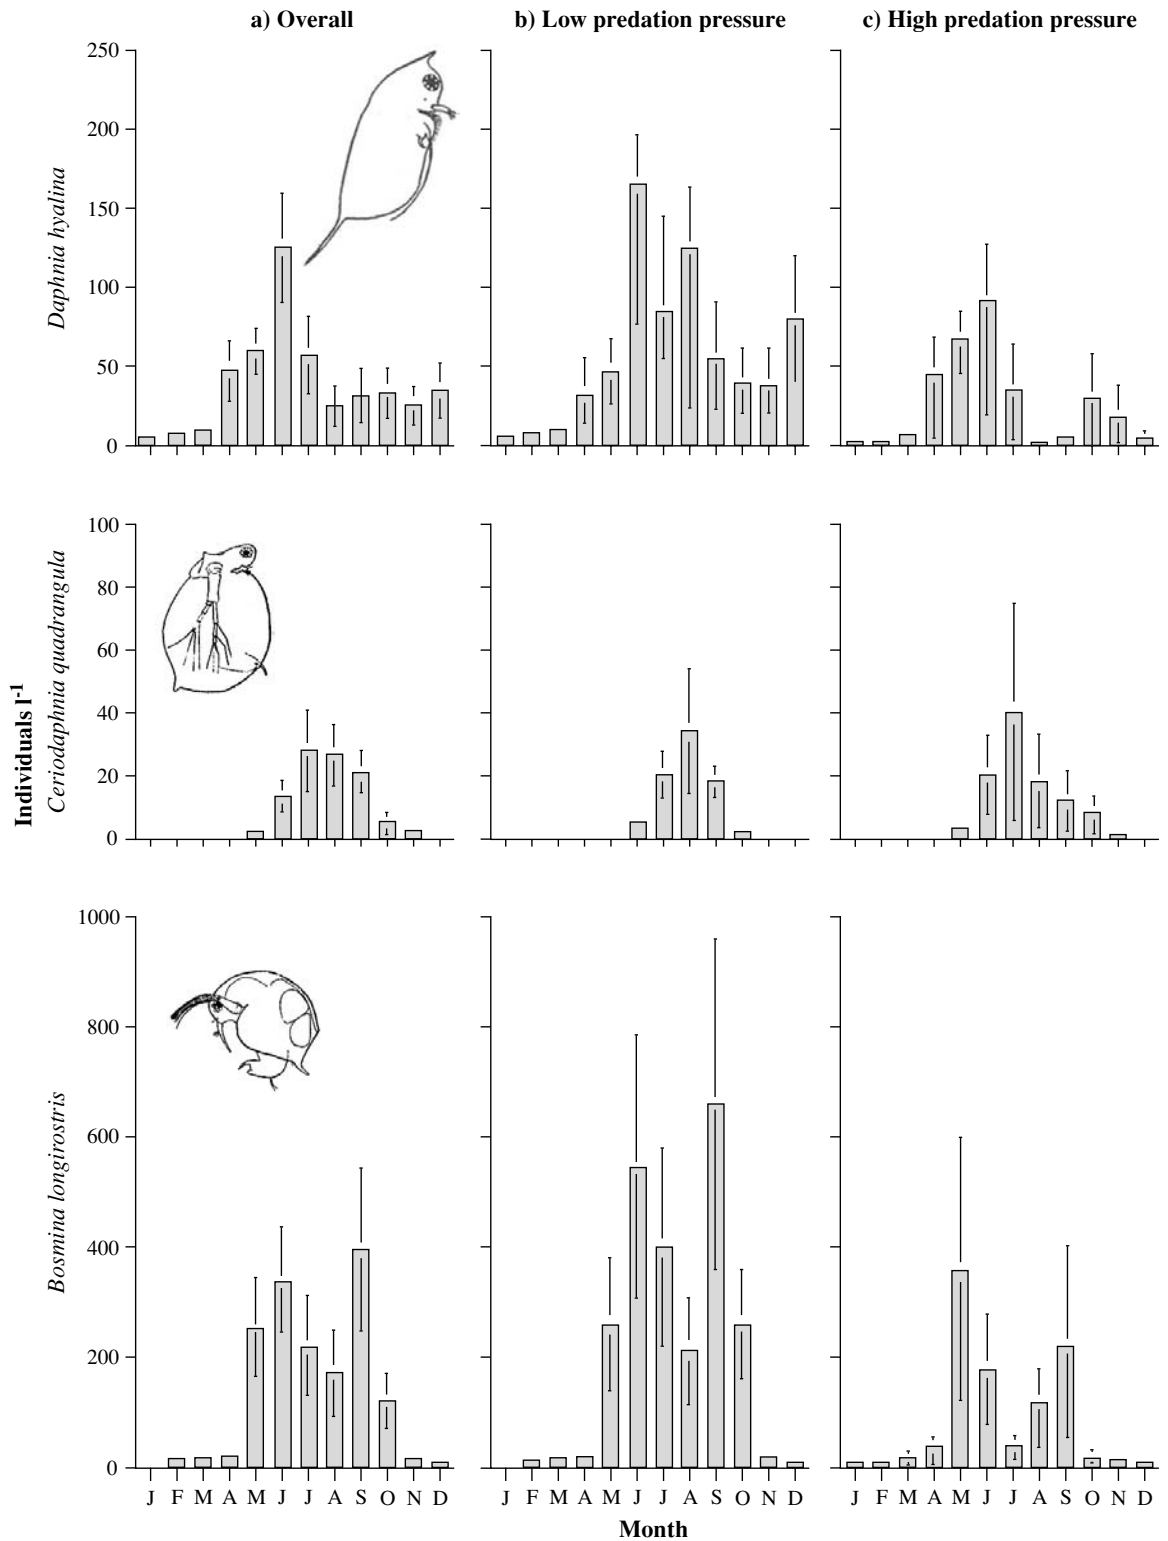 a) Overall
b) Low predation pressure
c) High predation pressure
Individuals l-1
Daphnia hyalina
250
200
150
100
50
0
Ceriodaphnia quadrangula
100
80
60
40
20
0
Bosmina longirostris
1000
800
600
400
200
0
J F M A M J J A S O N D
J F M A M J J A S O N D
J F M A M J J A S O N D
Month